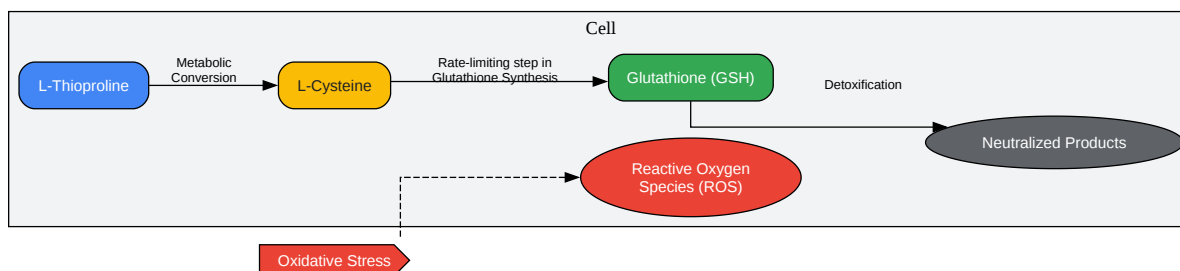 Cell
L-Thioproline
Metabolic
Conversion
L-Cysteine
Rate-limiting step in
Glutathione Synthesis
Glutathione (GSH)
Detoxification
Neutralized Products
Reactive Oxygen
Species (ROS)
Oxidative Stress